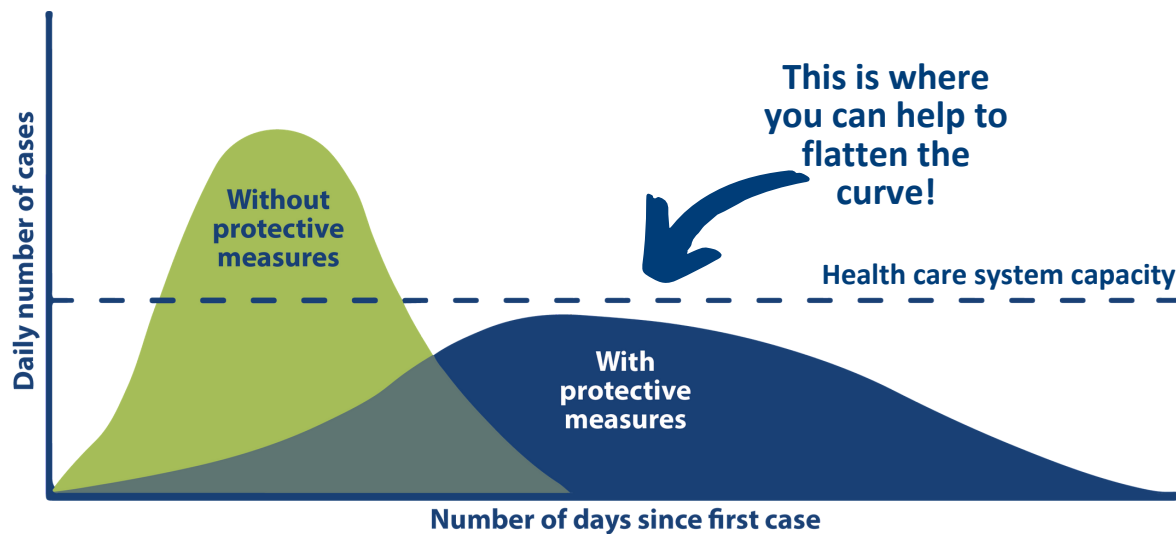 This is where
you can help to
flatten the
curve!
Without
protective
measures
Health care system capacity
With
protective
measures
Daily number of cases
Number of days since first case